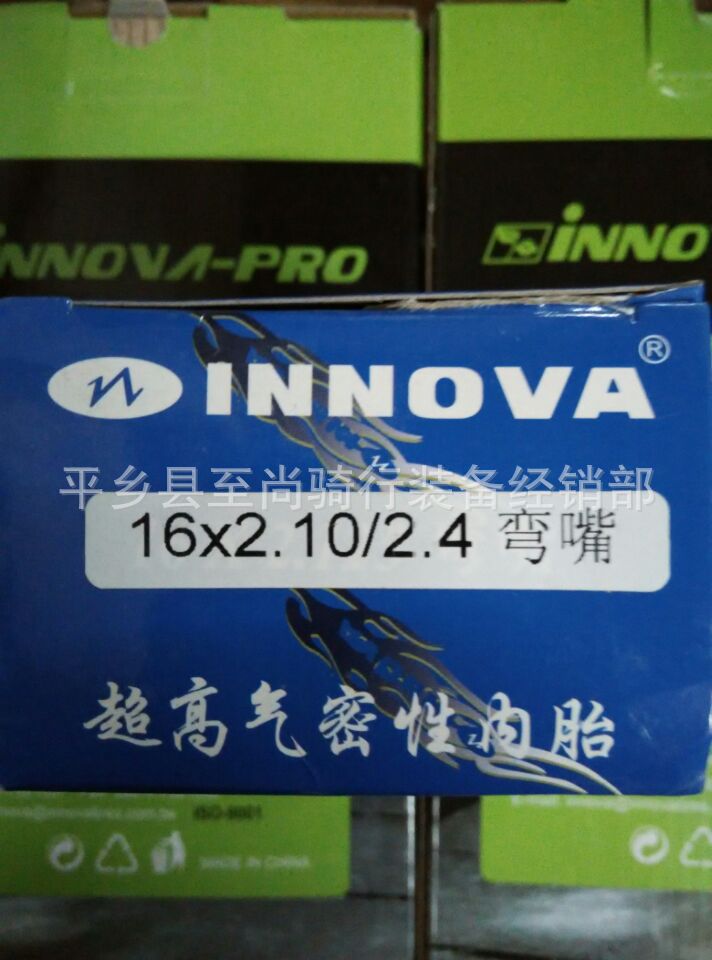 INNOVA-PRO
INNO
INNOVA®
平乡县至尚骑行装备经销部
16x2.10/2.4 弯嘴
超高气密性内胎
ISO-9001
MADE IN CHINA